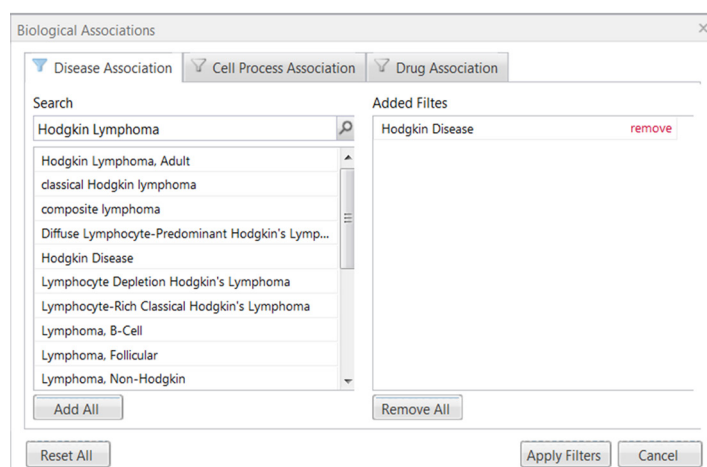 Biological Associations
Disease Association
Cell Process Association
Drug Association
Search
Added Filtes
Hodgkin Lymphoma
Hodgkin Disease remove
Hodgkin Lymphoma, Adult
classical Hodgkin lymphoma
composite lymphoma
Diffuse Lymphocyte-Predominant Hodgkin's Lymp...
Hodgkin Disease
Lymphocyte Depletion Hodgkin's Lymphoma
Lymphocyte-Rich Classical Hodgkin's Lymphoma
Lymphoma, B-Cell
Lymphoma, Follicular
Lymphoma, Non-Hodgkin
Add All
Remove All
Reset All
Apply Filters
Cancel